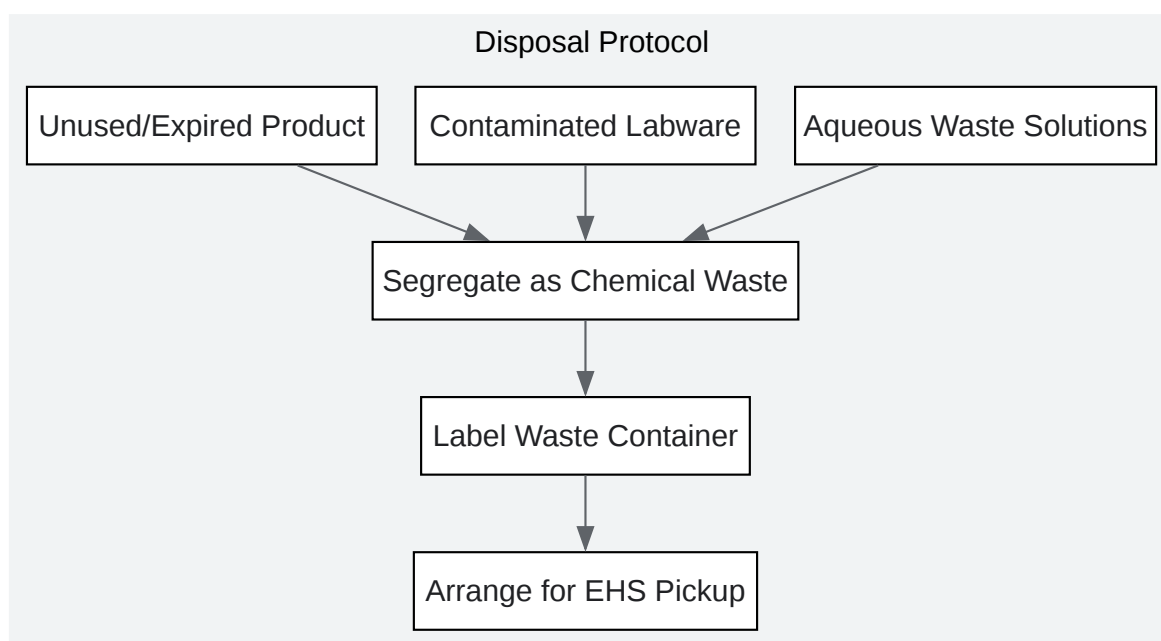 Disposal Protocol
Unused/Expired Product
Contaminated Labware
Aqueous Waste Solutions
Segregate as Chemical Waste
Label Waste Container
Arrange for EHS Pickup